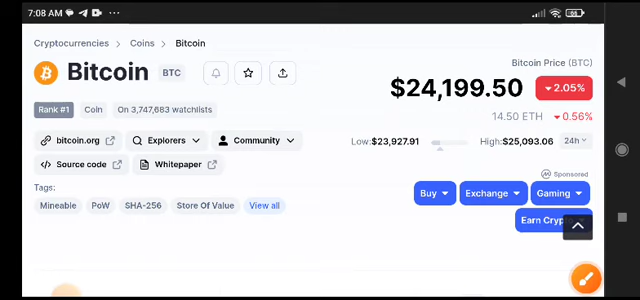 7:08 AM
66
Cryptocurrencies > Coins > Bitcoin
Bitcoin BTC
Bitcoin Price (BTC)
$24,199.50 2.05%
14.50 ETH 0.56%
Rank #1 Coin On 3,747,683 watchlists
Low:$23,927.91 High:$25,093.06 24h
bitcoin.org Explorers Community
Source code Whitepaper
Sponsored
Tags:
Buy Exchange Gaming
Mineable PoW SHA-256 Store Of Value View all
Earn